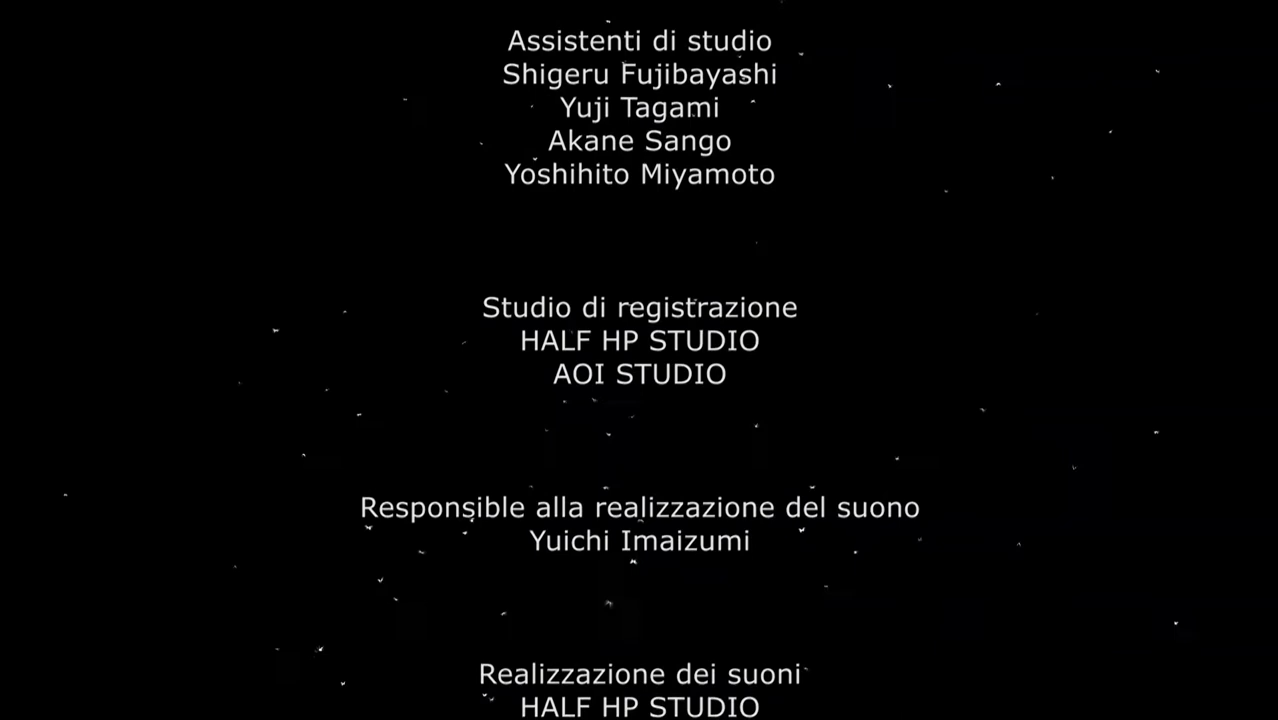 Assistenti di studio
Shigeru Fujibayashi
Yuji Tagami
Akane Sango
Yoshihito Miyamoto
Studio di registrazione
HALF HP STUDIO
AOI STUDIO
Responsible alla realizzazione del suono
Yuichi Imaizumi
Realizzazione dei suoni
HALF HP STUDIO